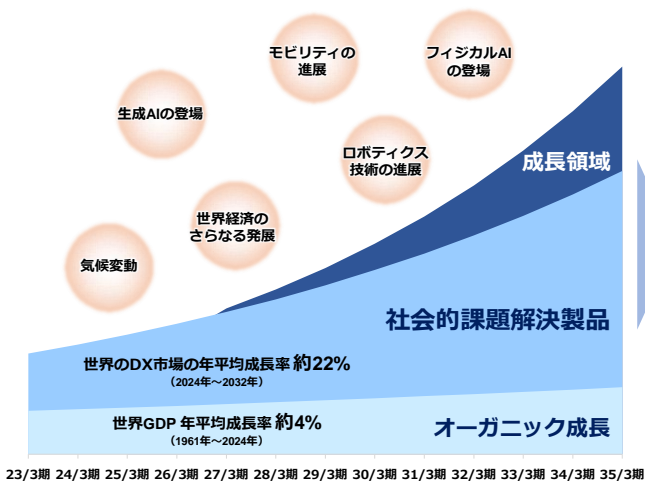 モビリティの
進展
フィジカルAI
の登場
生成AIの登場
ロボティクス
技術の進展
成長領域
世界経済の
さらなる発展
気候変動
社会的課題解決製品
世界のDX市場の年平均成長率 約22%
（2024年～2032年）
世界GDP 年平均成長率 約4%
（1961年～2024年）
オーガニック成長
23/3期 24/3期 25/3期 26/3期 27/3期 28/3期 29/3期 30/3期 31/3期 32/3期 33/3期 34/3期 35/3期